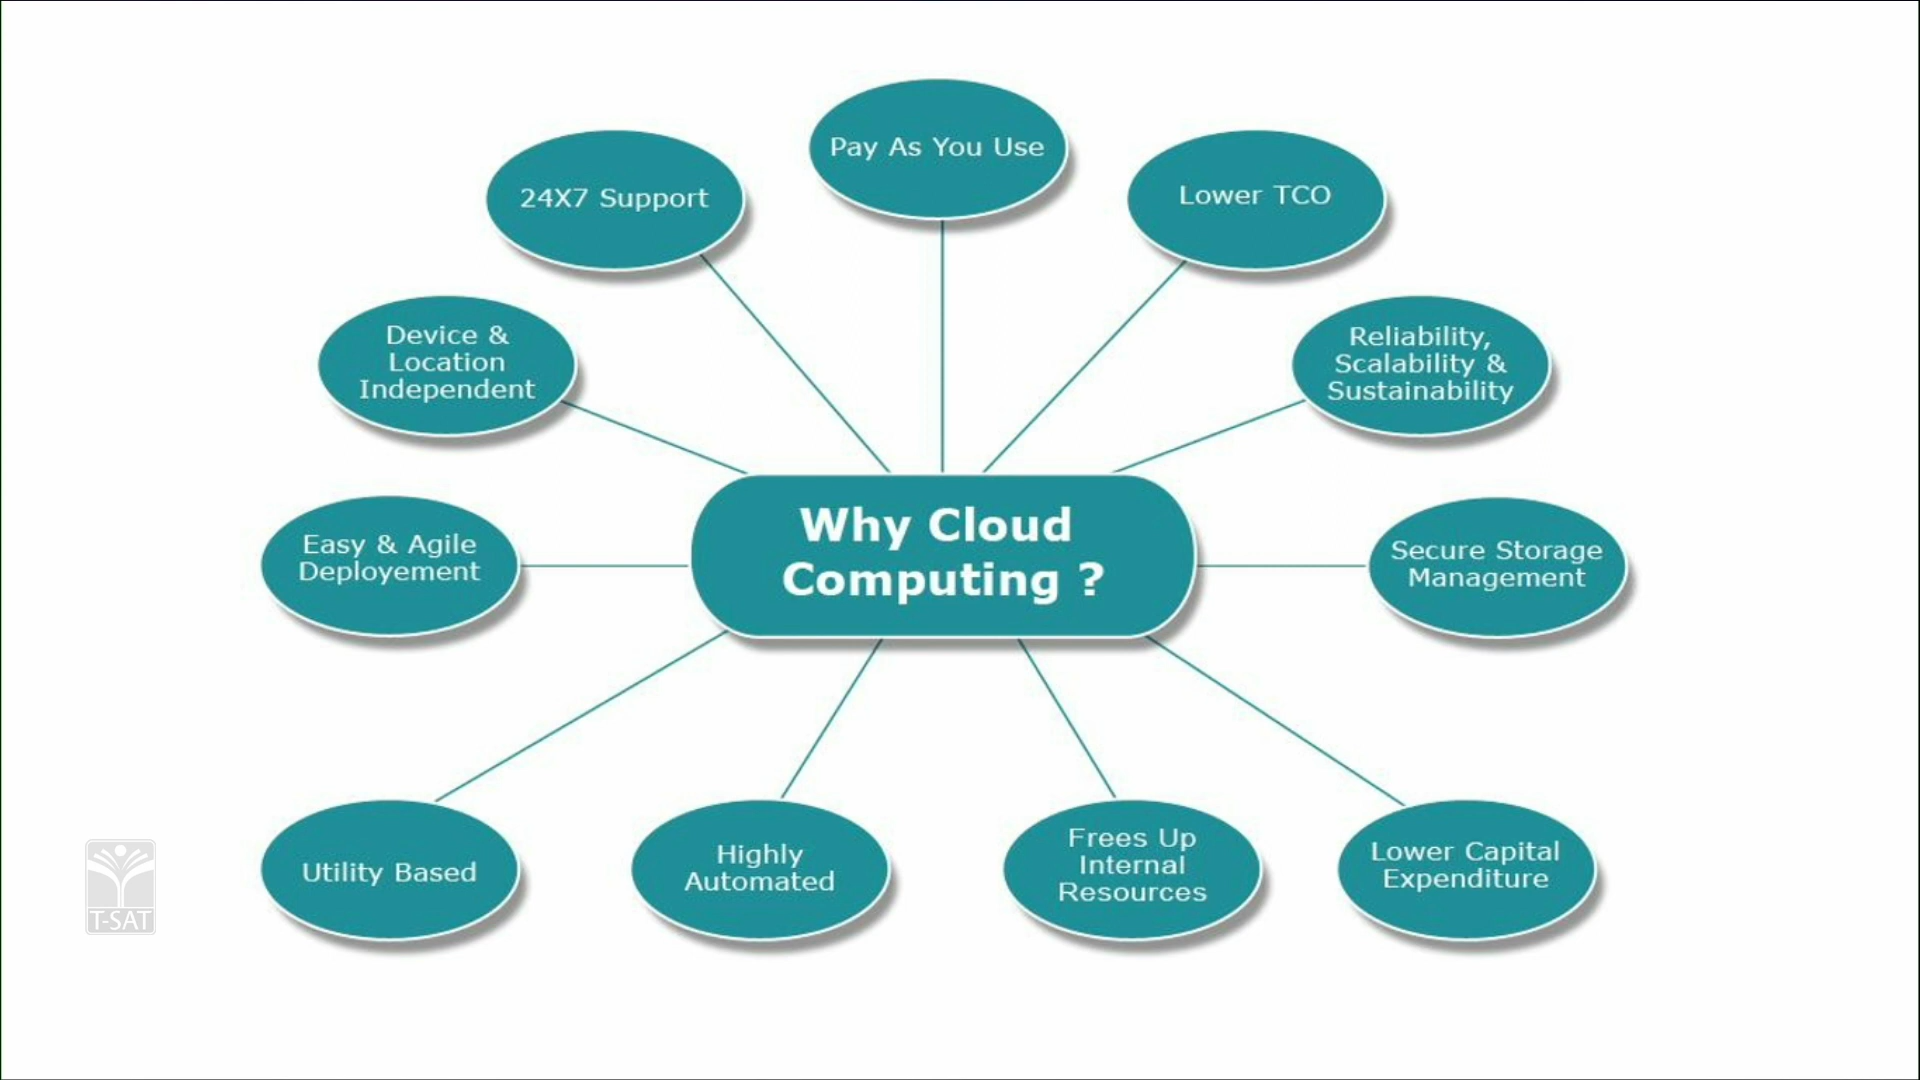 Pay As You Use
24X7 Support
Lower TCO
Device &
Location
Independent
Reliability,
Scalability &
Sustainability
Why Cloud
Computing ?
Easy & Agile
Deployement
Secure Storage
Management
Utility Based
Highly
Automated
Frees Up
Internal
Resources
Lower Capital
Expenditure
T-SAT